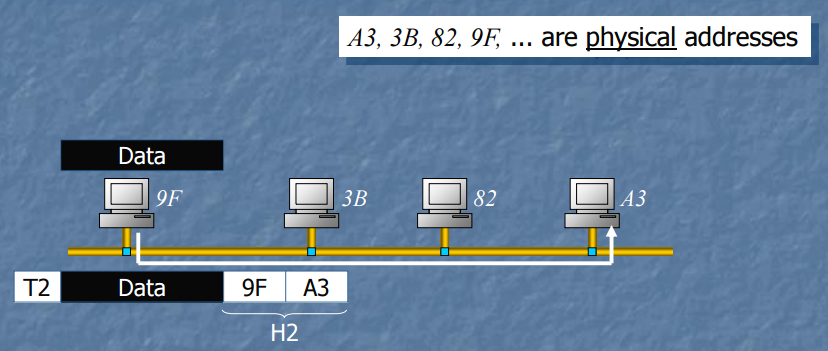 A3, 3B, 82, 9F, ... are physical addresses
Data
9F
3B
82
A3
T2 Data 9F A3
H2